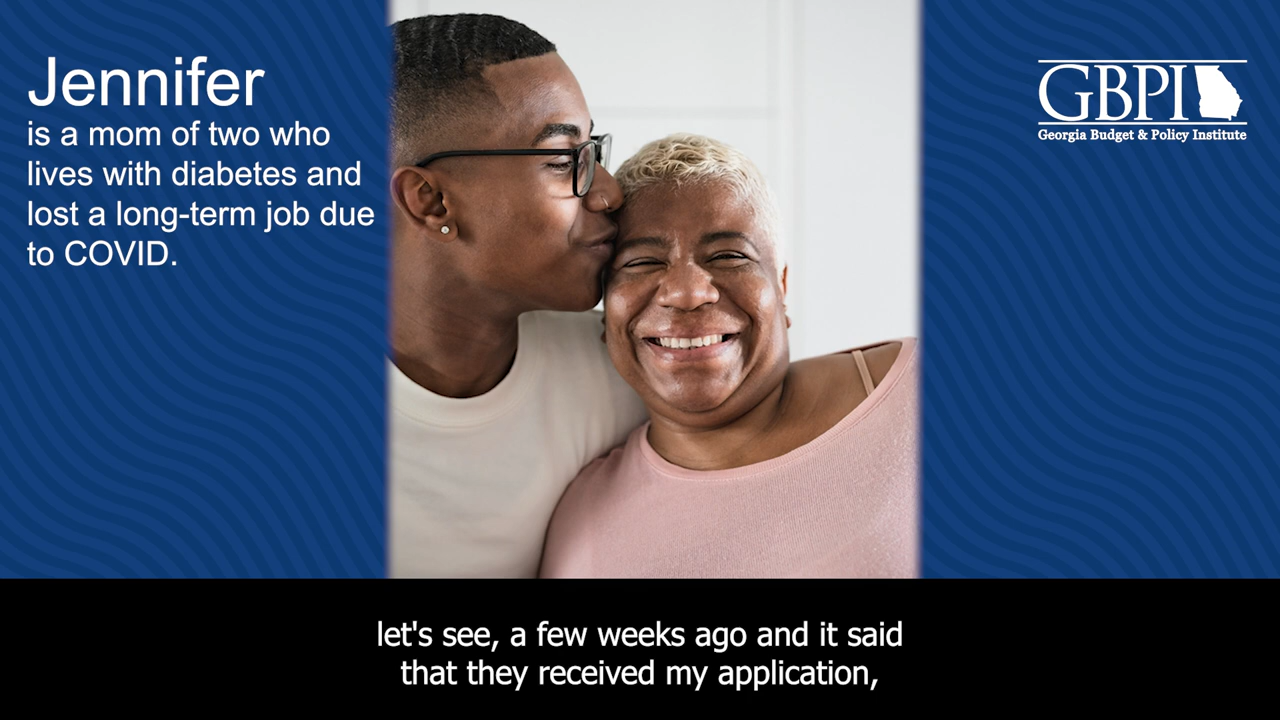 Jennifer
is a mom of two who
lives with diabetes and
lost a long-term job due
to COVID.
GBPI
Georgia Budget & Policy Institute
let's see, a few weeks ago and it said
that they received my application,